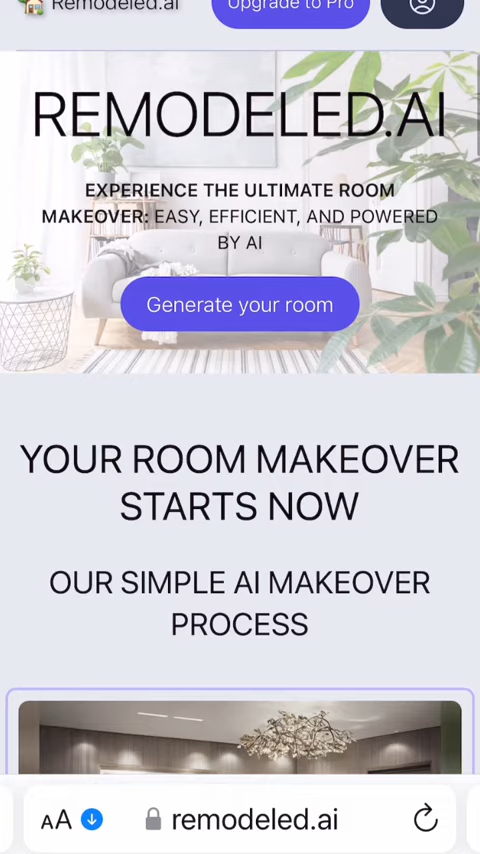 Remodeled.ai
Upgrade to Pro
REMODELED.AI
EXPERIENCE THE ULTIMATE ROOM
MAKEOVER: EASY, EFFICIENT, AND POWERED
BY AI
Generate your room
YOUR ROOM MAKEOVER
STARTS NOW
OUR SIMPLE AI MAKEOVER
PROCESS
AA remodeled.ai